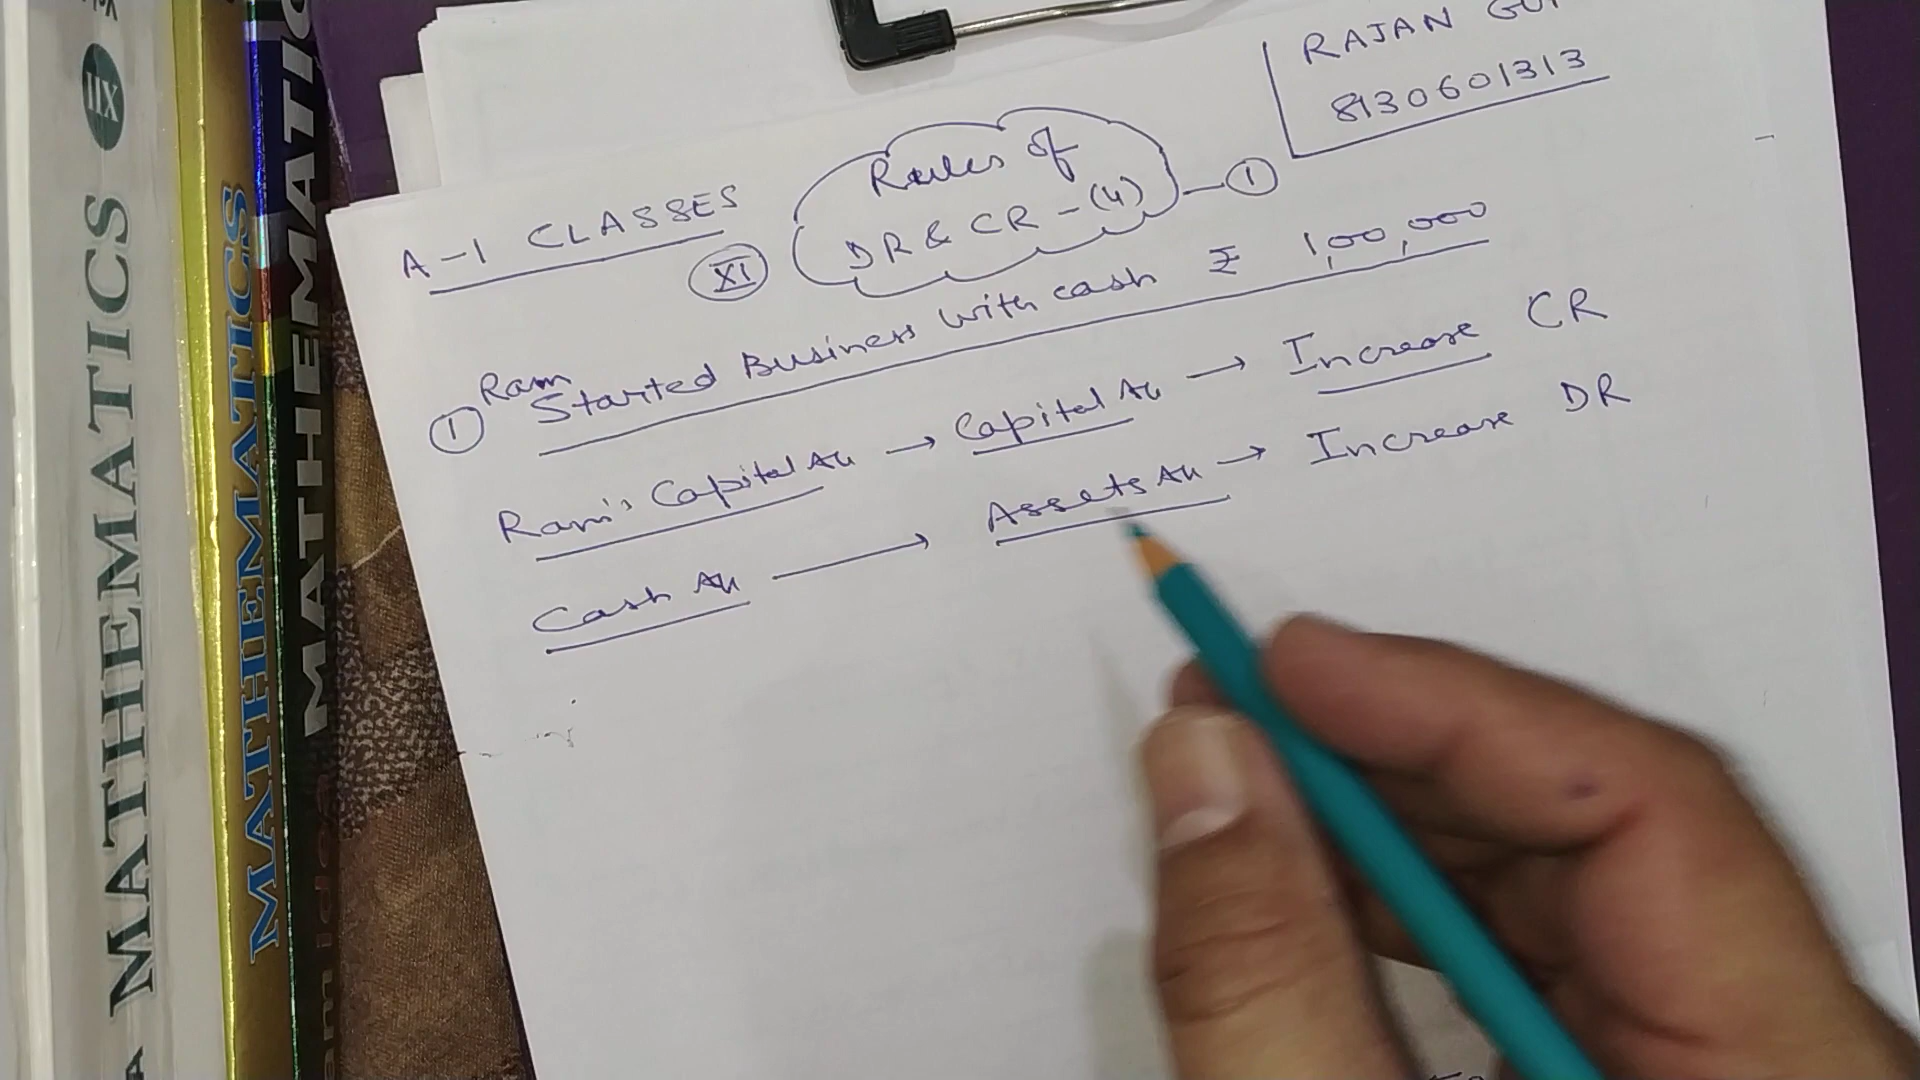 RAJAN
8130601313
A-1 CLASSES
XI
Rules of
DR & CR - (4)
1
1 Ram
Started Business with cash ₹ 1,00,000
Ram's Capital A/c → Capital A/c → Increase CR
Cash A/c → Assets A/c → Increase DR
XII
MATHEMATICS
MATHEMATICS
MATHEMATIC